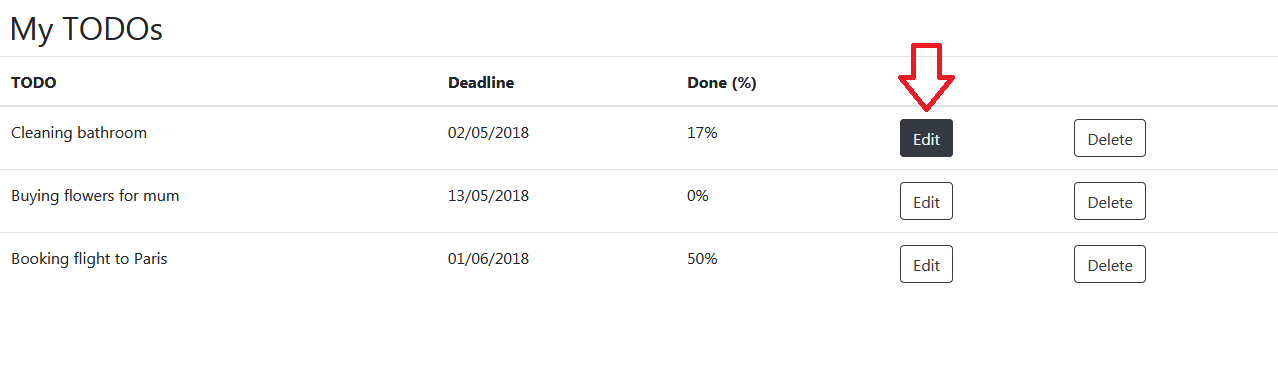 My TODOs
TODO Deadline Done (%)
Cleaning bathroom 02/05/2018 17% Edit Delete
Buying flowers for mum 13/05/2018 0% Edit Delete
Booking flight to Paris 01/06/2018 50% Edit Delete